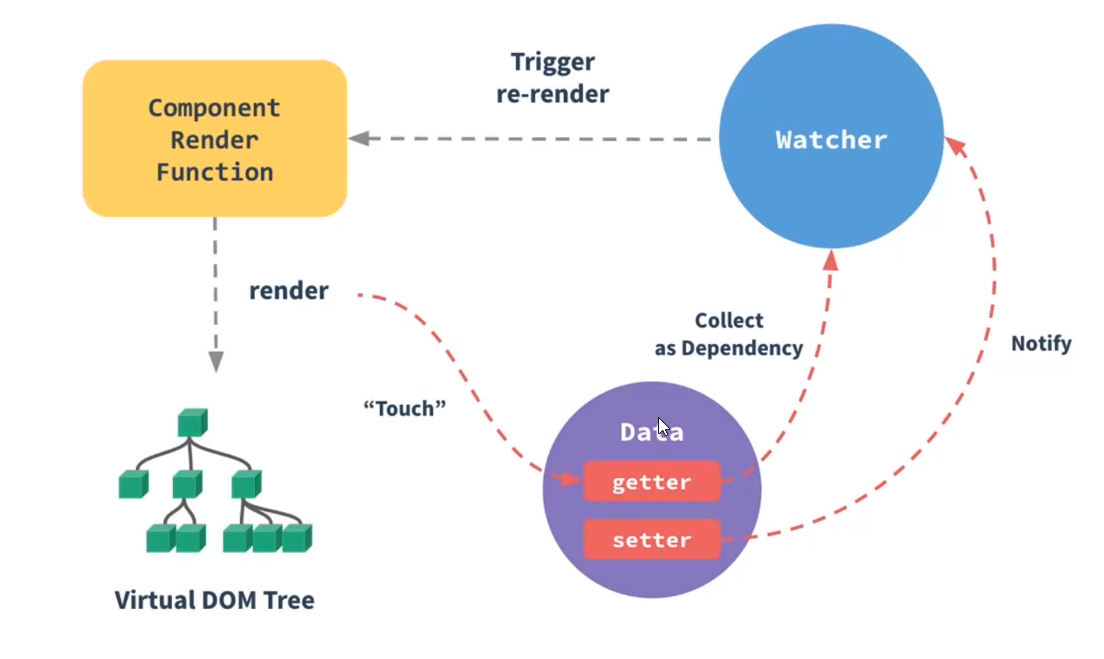 Trigger
re-render
Component
Render
Function
Watcher
render
Collect
as Dependency
Notify
“Touch”
Data
getter
setter
Virtual DOM Tree